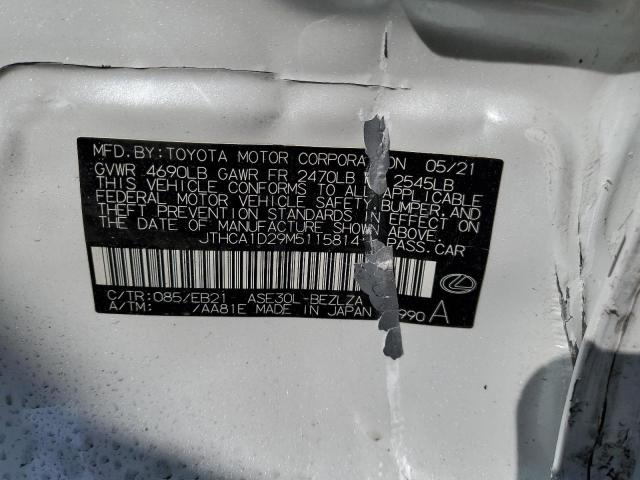 MFD. BY: TOYOTA MOTOR CORPORATION 05/21
GVWR 4690LB GAWR FR 2470LB 2545LB
THIS VEHICLE CONFORMS TO ALL APPLICABLE
FEDERAL MOTOR VEHICLE SAFETY, BUMPER, AND
THEFT PREVENTION STANDARDS IN EFFECT ON
THE DATE OF MANUFACTURE SHOWN ABOVE.
JTHCA1D29M5115814 PASS.CAR
C/TR: 085/EB21 ASE30L-BEZLZA
A/TM: /AA81E MADE IN JAPAN 990 A